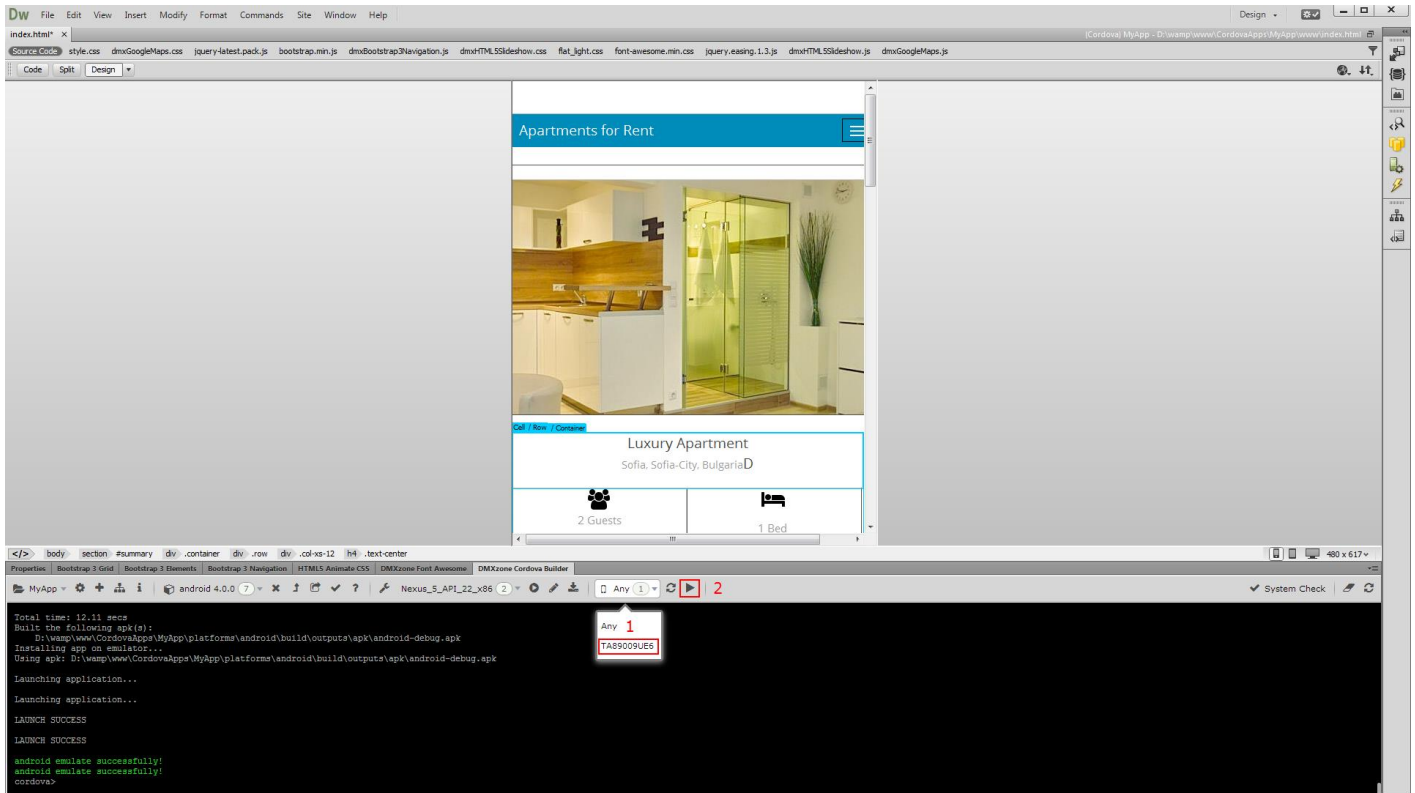 Dw File Edit View Insert Modify Format Commands Site Window Help Design
index.html* × (Cordova) MyApp - D:\wamp\www\CordovaApps\MyApp\www\index.html
Source Code style.css dmxGoogleMaps.css jquery-latest.pack.js bootstrap.min.js dmxBootstrap3Navigation.js dmxHTML5Slideshow.css flat_light.css font-awesome.min.css jquery.easing.1.3.js dmxHTML5Slideshow.js dmxGoogleMaps.js
Code Split Design
Apartments for Rent
Cell / Row / Container
Luxury Apartment
Sofia, Sofia-City, BulgariaD
2 Guests 1 Bed
</> body section #summary div .container div .row div .col-xs-12 h4 .text-center 480 x 617
Properties Bootstrap 3 Grid Bootstrap 3 Elements Bootstrap 3 Navigation HTML5 Animate CSS DMXzone Font Awesome DMXzone Cordova Builder
MyApp i android 4.0.0 7 ? Nexus_5_API_22_x86 2 Any 1 2 System Check
Any 1
TA89009UE6
Total time: 12.11 secs
Built the following apk(s):
D:\wamp\www\CordovaApps\MyApp\platforms\android\build\outputs\apk\android-debug.apk
Installing app on emulator...
Using apk: D:\wamp\www\CordovaApps\MyApp\platforms\android\build\outputs\apk\android-debug.apk
Launching application...
Launching application...
LAUNCH SUCCESS
LAUNCH SUCCESS
android emulate successfully!
android emulate successfully!
cordova>